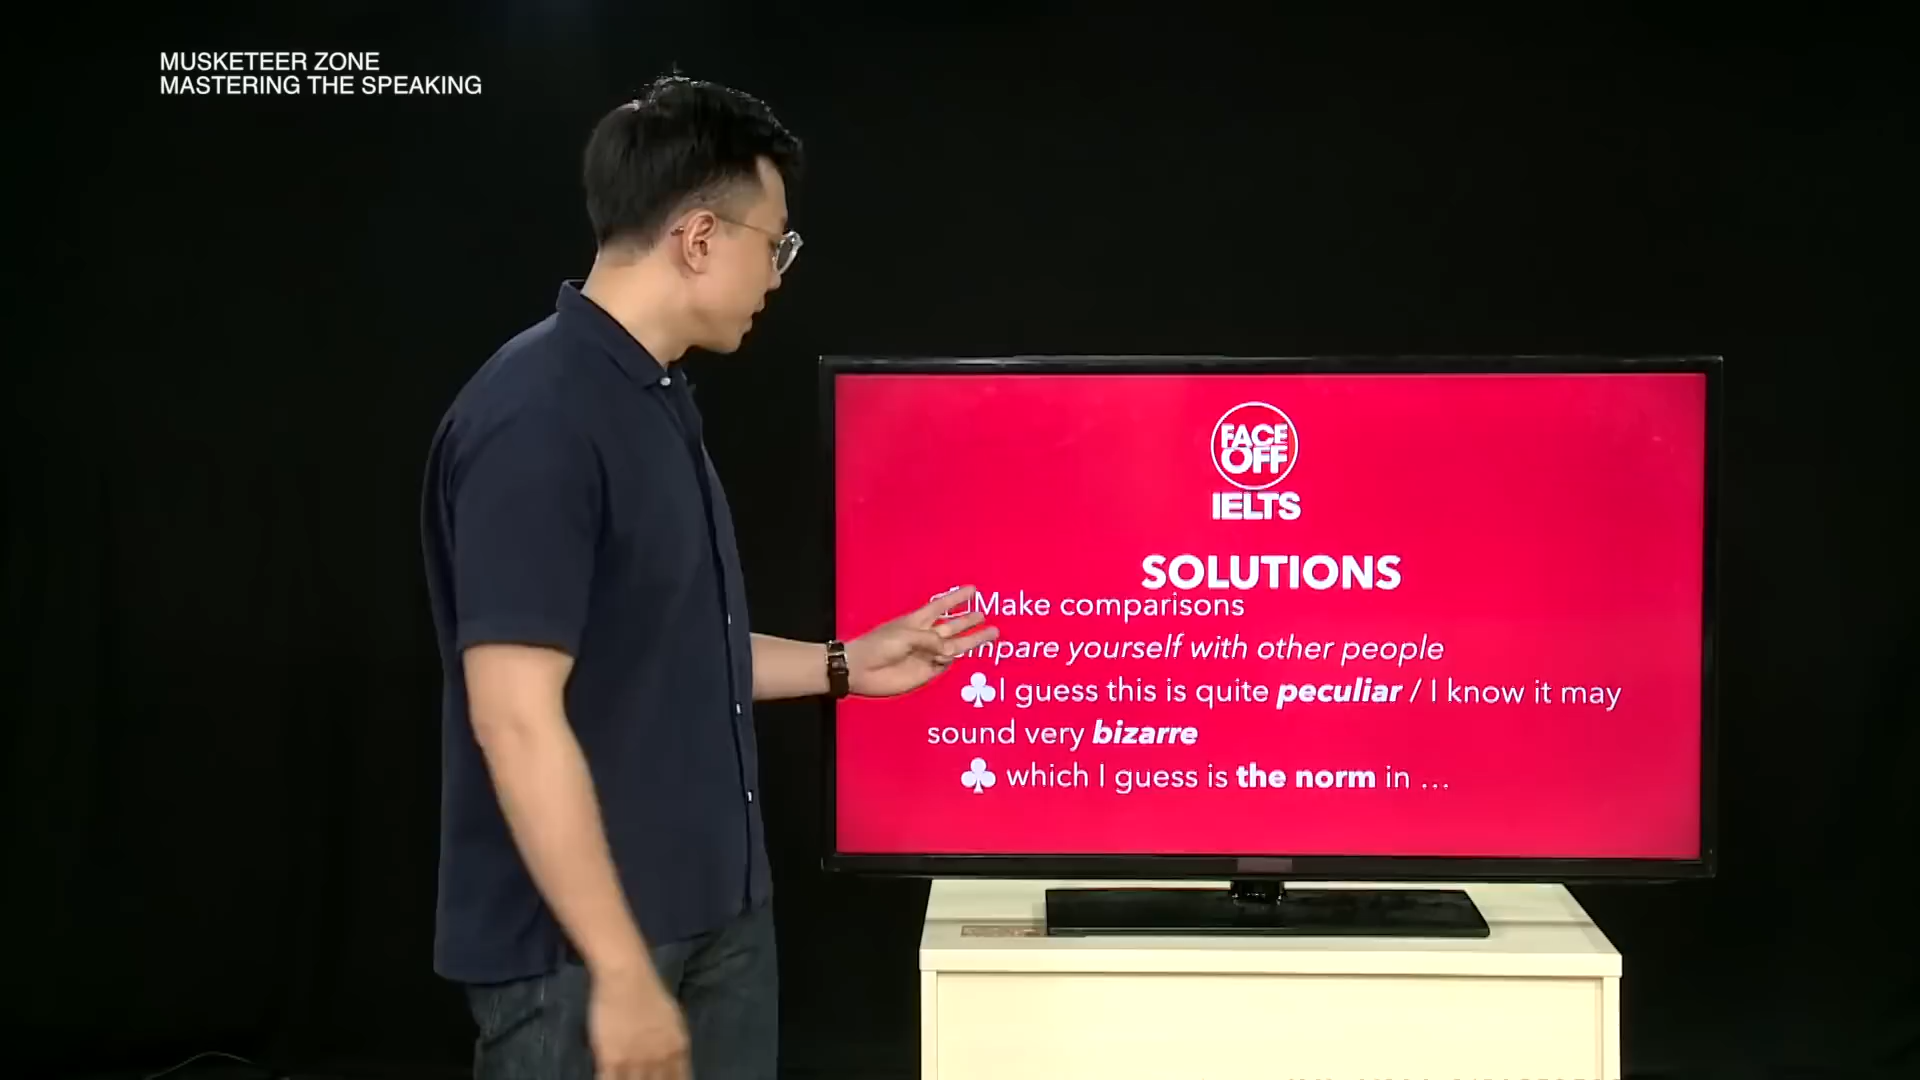 MUSKETEER ZONE
MASTERING THE SPEAKING
FACE
OFF
IELTS
SOLUTIONS
Make comparisons
yourself with other people
♣I guess this is quite peculiar / I know it may
sound very bizarre
♣ which I guess is the norm in ...